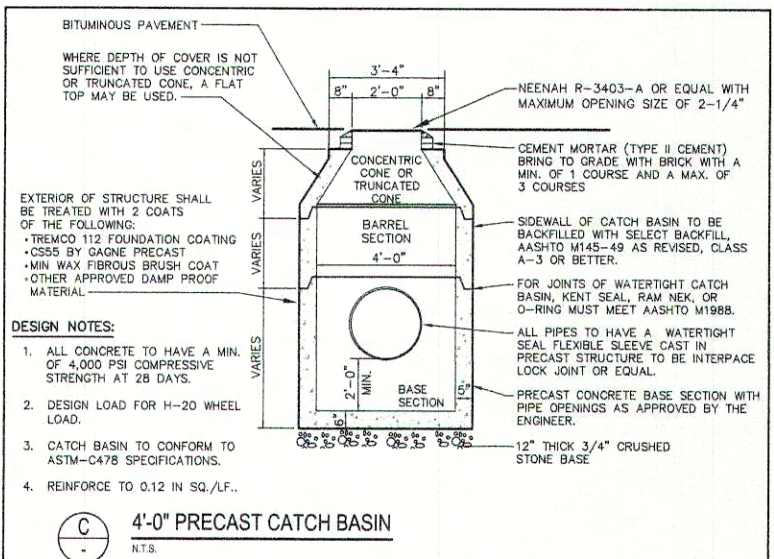 BITUMINOUS PAVEMENT
WHERE DEPTH OF COVER IS NOT
SUFFICIENT TO USE CONCENTRIC
OR TRUNCATED CONE, A FLAT
TOP MAY BE USED.
EXTERIOR OF STRUCTURE SHALL
BE TREATED WITH 2 COATS
OF THE FOLLOWING:
•TREMCO 112 FOUNDATION COATING
•CS55 BY GAGNE PRECAST
•MIN WAX FIBROUS BRUSH COAT
•OTHER APPROVED DAMP PROOF
MATERIAL
DESIGN NOTES:
1. ALL CONCRETE TO HAVE A MIN.
OF 4,000 PSI COMPRESSIVE
STRENGTH AT 28 DAYS.
2. DESIGN LOAD FOR H-20 WHEEL
LOAD.
3. CATCH BASIN TO CONFORM TO
ASTM-C478 SPECIFICATIONS.
4. REINFORCE TO 0.12 IN SQ./LF..
3'-4"
8" 2'-0" 8"
CONCENTRIC
CONE OR
TRUNCATED
CONE
VARIES
BARREL
SECTION
4'-0"
VARIES
VARIES
2'-0"
MIN.
BASE
SECTION
5"
6"
NEENAH R-3403-A OR EQUAL WITH
MAXIMUM OPENING SIZE OF 2-1/4"
CEMENT MORTAR (TYPE II CEMENT)
BRING TO GRADE WITH BRICK WITH A
MIN. OF 1 COURSE AND A MAX. OF
3 COURSES
SIDEWALL OF CATCH BASIN TO BE
BACKFILLED WITH SELECT BACKFILL,
AASHTO M145-49 AS REVISED, CLASS
A-3 OR BETTER.
FOR JOINTS OF WATERTIGHT CATCH
BASIN, KENT SEAL, RAM NEK, OR
O-RING MUST MEET AASHTO M1988.
ALL PIPES TO HAVE A WATERTIGHT
SEAL FLEXIBLE SLEEVE CAST IN
PRECAST STRUCTURE TO BE INTERPACE
LOCK JOINT OR EQUAL.
PRECAST CONCRETE BASE SECTION WITH
PIPE OPENINGS AS APPROVED BY THE
ENGINEER.
12" THICK 3/4" CRUSHED
STONE BASE
C
-
4'-0" PRECAST CATCH BASIN
N.T.S.